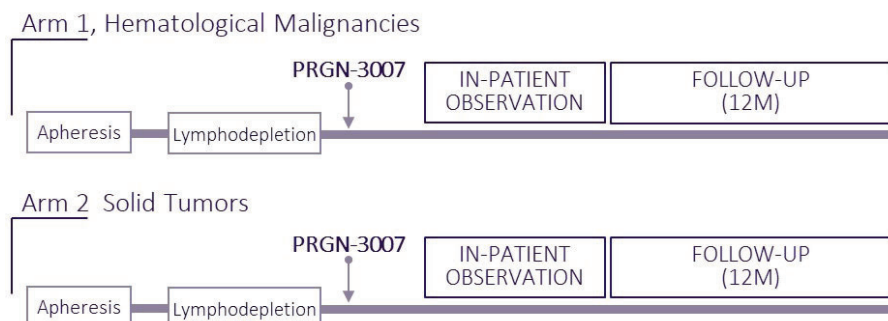 Arm 1, Hematological Malignancies
PRGN-3007
IN-PATIENT
OBSERVATION
FOLLOW-UP
(12M)
Apheresis
Lymphodepletion
Arm 2 Solid Tumors
PRGN-3007
IN-PATIENT
OBSERVATION
FOLLOW-UP
(12M)
Apheresis
Lymphodepletion